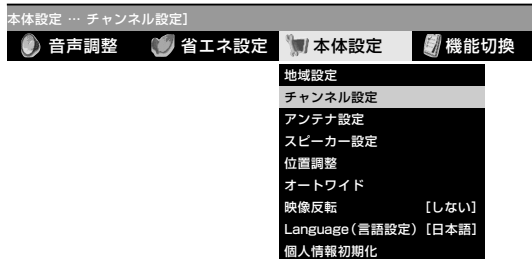 本体設定 … チャンネル設定]
音声調整 省エネ設定 本体設定 機能切換
地域設定
チャンネル設定
アンテナ設定
スピーカー設定
位置調整
オートワイド
映像反転 [しない]
Language(言語設定) [日本語]
個人情報初期化